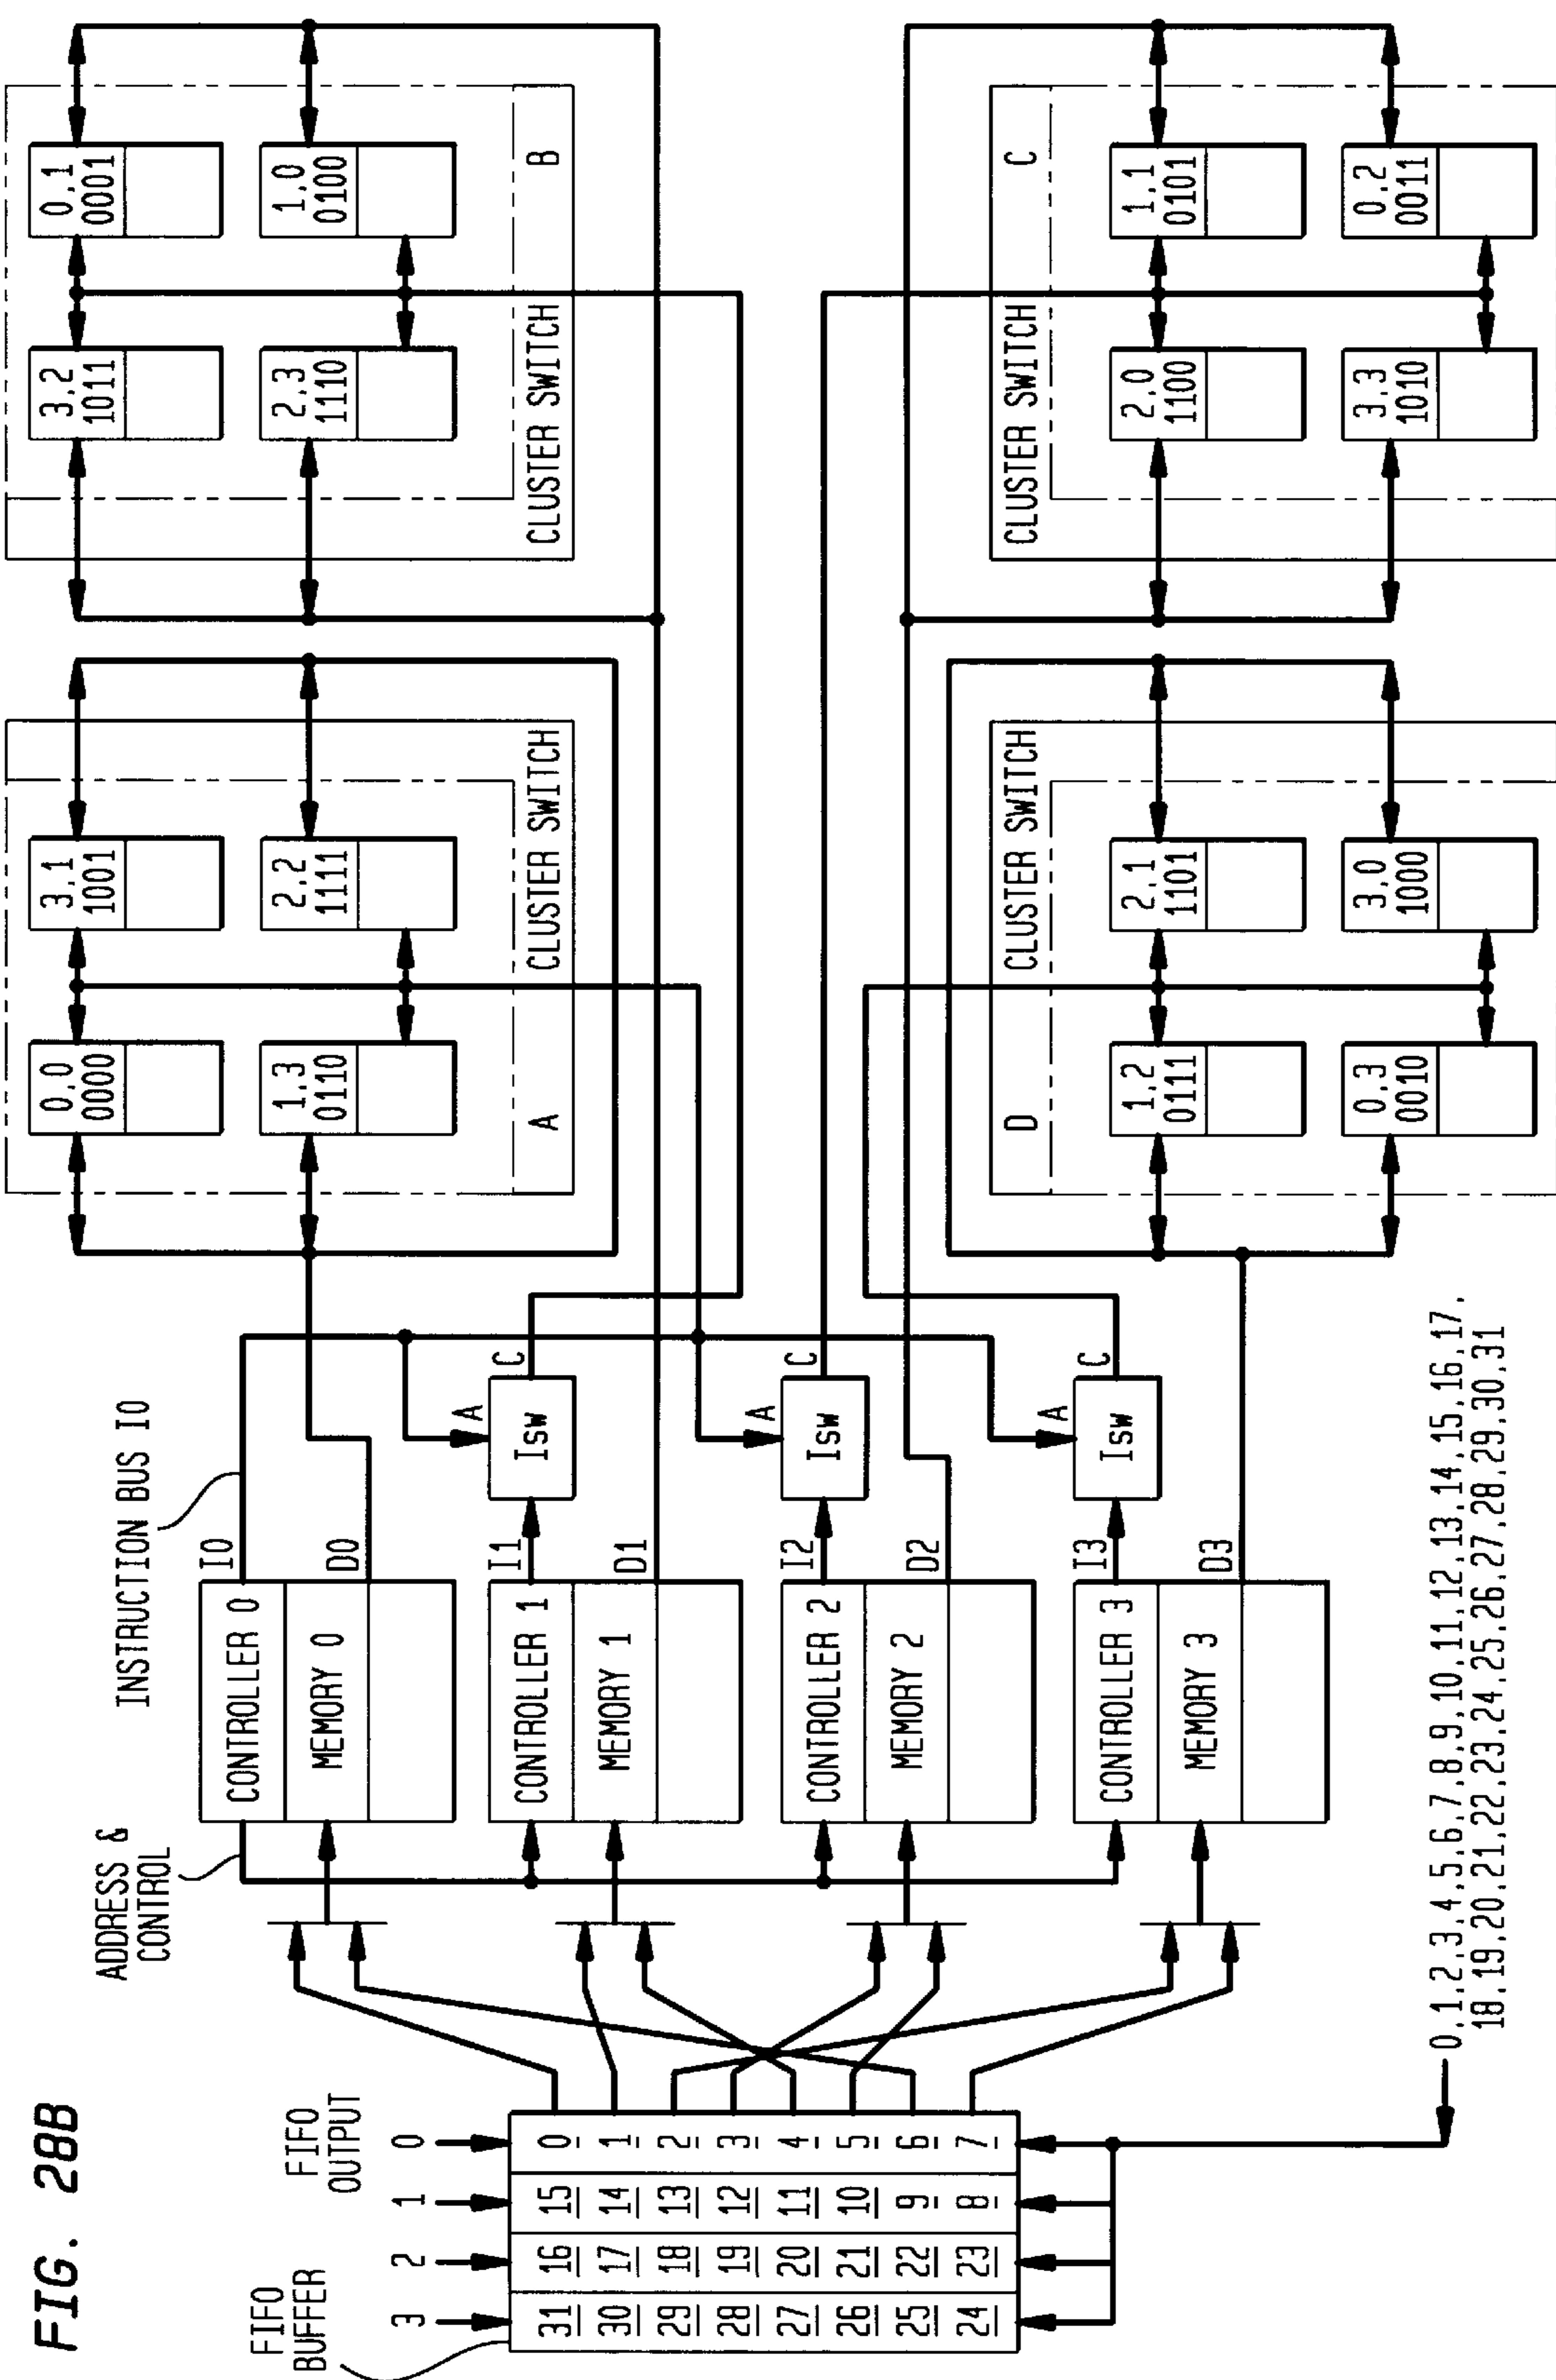 FIG. 28B
FIFO
BUFFER
FIFO
OUTPUT
3
2
1
0
31
16
15
0
30
17
14
1
29
18
13
2
28
19
12
3
27
20
11
4
26
21
10
5
25
22
9
6
24
23
8
7
0,1,2,3,4,5,6,7,8,9,10,11,12,13,14,15,16,17,
18,19,20,21,22,23,24,25,26,27,28,29,30,31
ADDRESS &
CONTROL
INSTRUCTION BUS I0
CONTROLLER 0
I0
MEMORY 0
D0
CONTROLLER 1
I1
MEMORY 1
D1
CONTROLLER 2
I2
MEMORY 2
D2
CONTROLLER 3
I3
MEMORY 3
D3
A
Isw
C
A
Isw
C
A
Isw
C
0,0
0000
3,1
1001
1,3
0110
2,2
1111
A
CLUSTER SWITCH
3,2
1011
0,1
0001
2,3
1110
1,0
0100
CLUSTER SWITCH
B
D
CLUSTER SWITCH
1,2
0111
2,1
1101
0,3
0010
3,0
1000
CLUSTER SWITCH
C
2,0
1100
1,1
0101
3,3
1010
0,2
0011